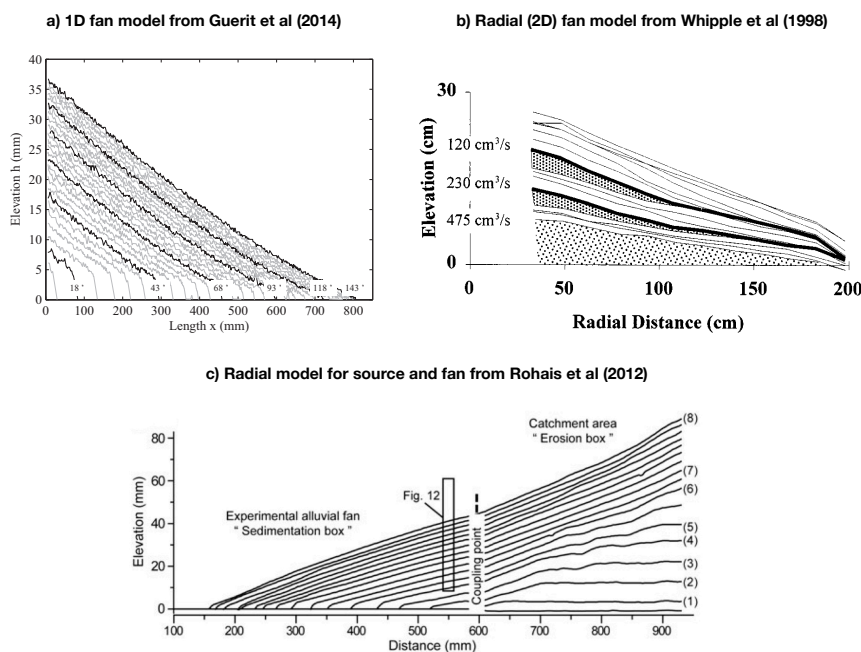 a) 1D fan model from Guerit et al (2014)
b) Radial (2D) fan model from Whipple et al (1998)
40
35
30
25
20
15
10
5
0
Elevation h (mm)
18 ° 43 ° 68 ° 93 ° 118 ° 143 °
0 100 200 300 400 500 600 700 800
Length x (mm)
30
120 cm³/s
230 cm³/s
475 cm³/s
0
Elevation (cm)
0 50 100 150 200
Radial Distance (cm)
c) Radial model for source and fan from Rohais et al (2012)
80
60
40
20
0
Elevation (mm)
Experimental alluvial fan
“ Sedimentation box ”
Fig. 12
Coupling point
Catchment area
“ Erosion box ”
(8)
(7)
(6)
(5)
(4)
(3)
(2)
(1)
100 200 300 400 500 600 700 800 900
Distance (mm)